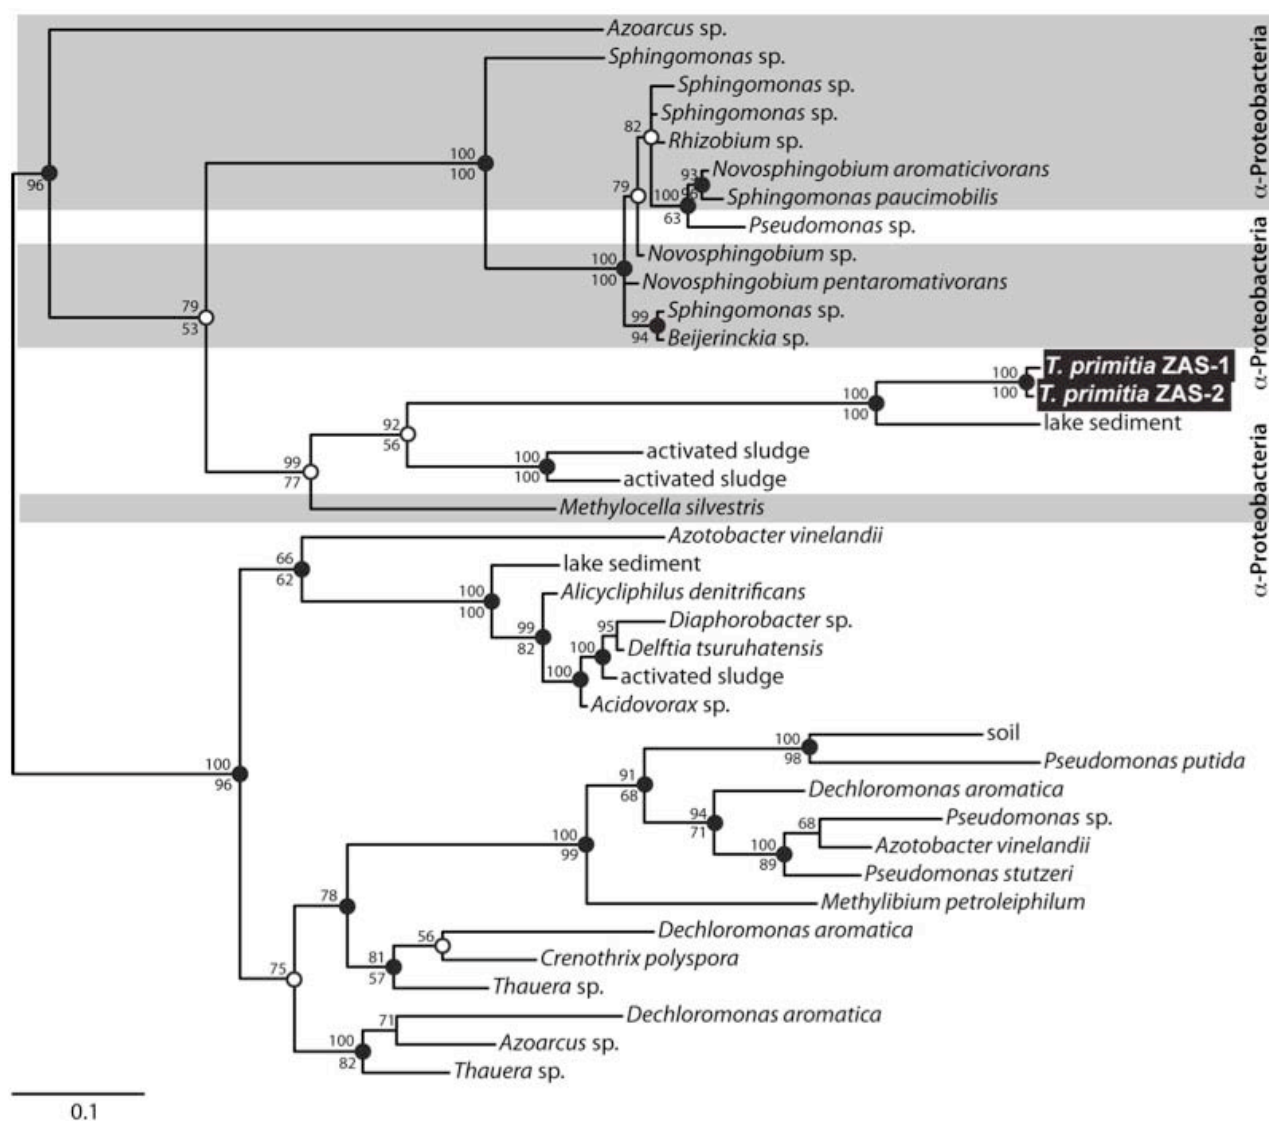 Azoarcus sp.
Sphingomonas sp.
Sphingomonas sp.
Sphingomonas sp.
82
Rhizobium sp.
100
100
96
93
96
Novosphingobium aromaticivorans
79
100
63
Sphingomonas paucimobilis
Pseudomonas sp.
Novosphingobium sp.
100
100
Novosphingobium pentaromativorans
79
53
99
94
Sphingomonas sp.
Beijerinckia sp.
T. primitia ZAS-1
100
100
T. primitia ZAS-2
100
100
lake sediment
92
56
activated sludge
100
100
99
77
activated sludge
Methylocella silvestris
α-Proteobacteria
α-Proteobacteria
α-Proteobacteria
Azotobacter vinelandii
66
62
lake sediment
100
100
Alicycliphilus denitrificans
Diaphorobacter sp.
99
82
95
Delftia tsuruhatensis
100
activated sludge
100
Acidovorax sp.
soil
100
98
100
96
Pseudomonas putida
91
68
Dechloromonas aromatica
94
71
Pseudomonas sp.
68
Azotobacter vinelandii
100
99
100
89
Pseudomonas stutzeri
78
Methylibium petroleiphilum
Dechloromonas aromatica
56
Crenothrix polyspora
81
57
75
Thauera sp.
Dechloromonas aromatica
71
Azoarcus sp.
100
82
Thauera sp.
0.1